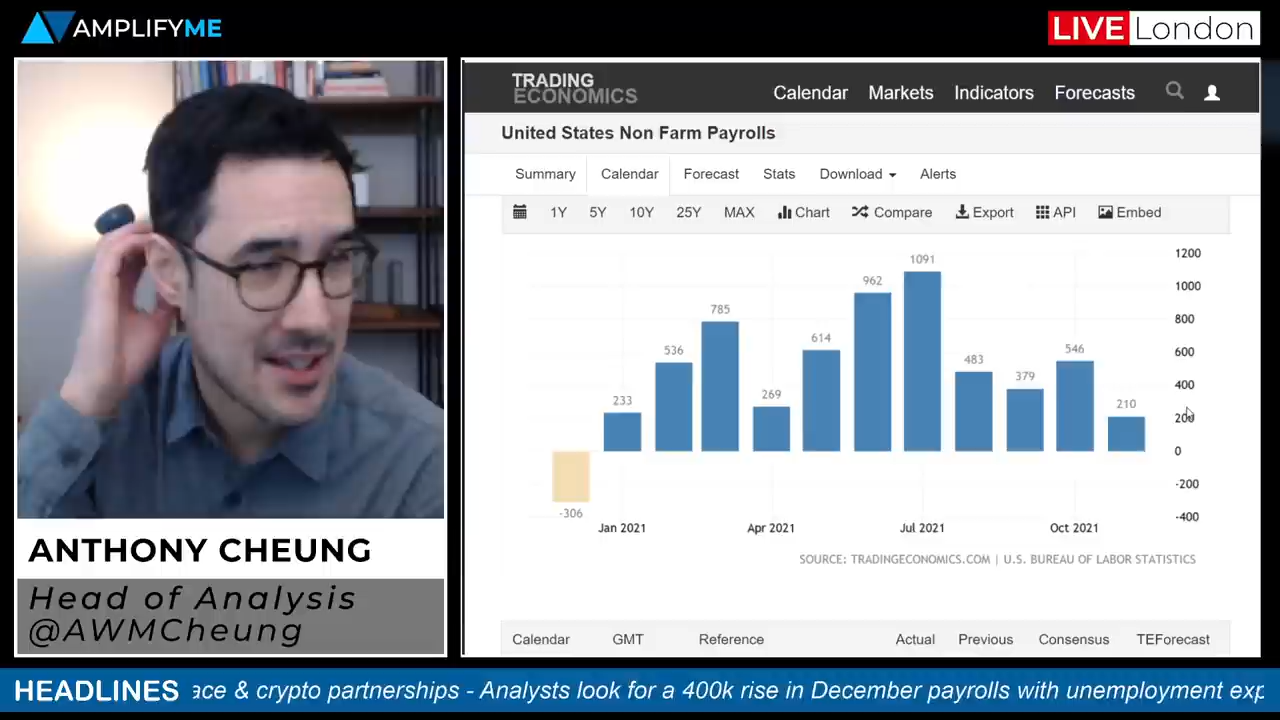 AMPLIFYME
LIVE London
TRADING
ECONOMICS
Calendar Markets Indicators Forecasts
United States Non Farm Payrolls
Summary Calendar Forecast Stats Download Alerts
1Y 5Y 10Y 25Y MAX Chart Compare Export API Embed
1200
1000
800
600
400
200
0
-200
-400
-306
233
536
785
269
614
962
1091
483
379
546
210
Jan 2021 Apr 2021 Jul 2021 Oct 2021
SOURCE: TRADINGECONOMICS.COM | U.S. BUREAU OF LABOR STATISTICS
Calendar GMT Reference Actual Previous Consensus TEForecast
ANTHONY CHEUNG
Head of Analysis
@AWMCheung
HEADLINES ace & crypto partnerships - Analysts look for a 400k rise in December payrolls with unemployment exp